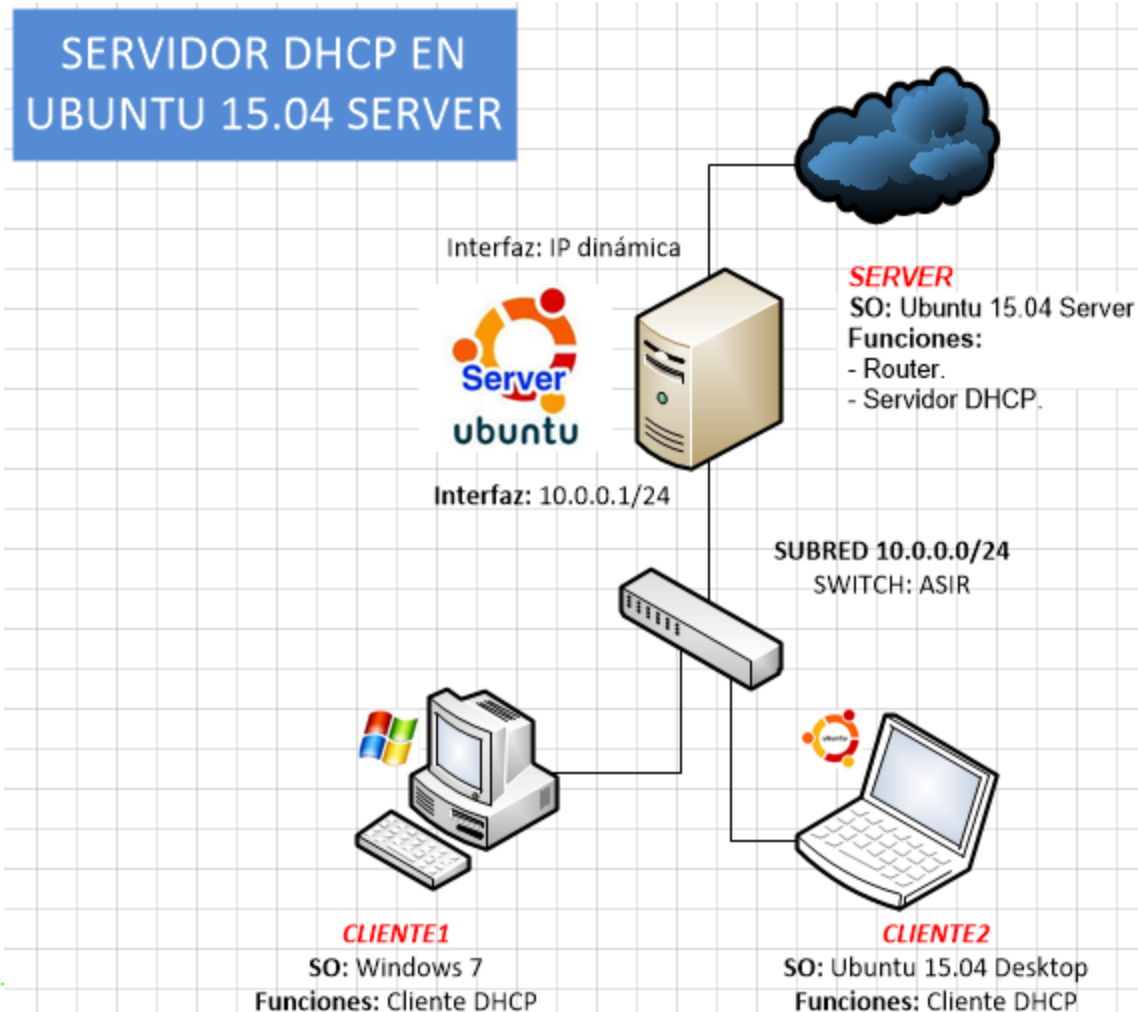 SERVIDOR DHCP EN
UBUNTU 15.04 SERVER
Interfaz: IP dinámica
SERVER
SO: Ubuntu 15.04 Server
Funciones:
- Router.
- Servidor DHCP.
Server
ubuntu
Interfaz: 10.0.0.1/24
SUBRED 10.0.0.0/24
SWITCH: ASIR
ubuntu
CLIENTE1
SO: Windows 7
Funciones: Cliente DHCP
CLIENTE2
SO: Ubuntu 15.04 Desktop
Funciones: Cliente DHCP